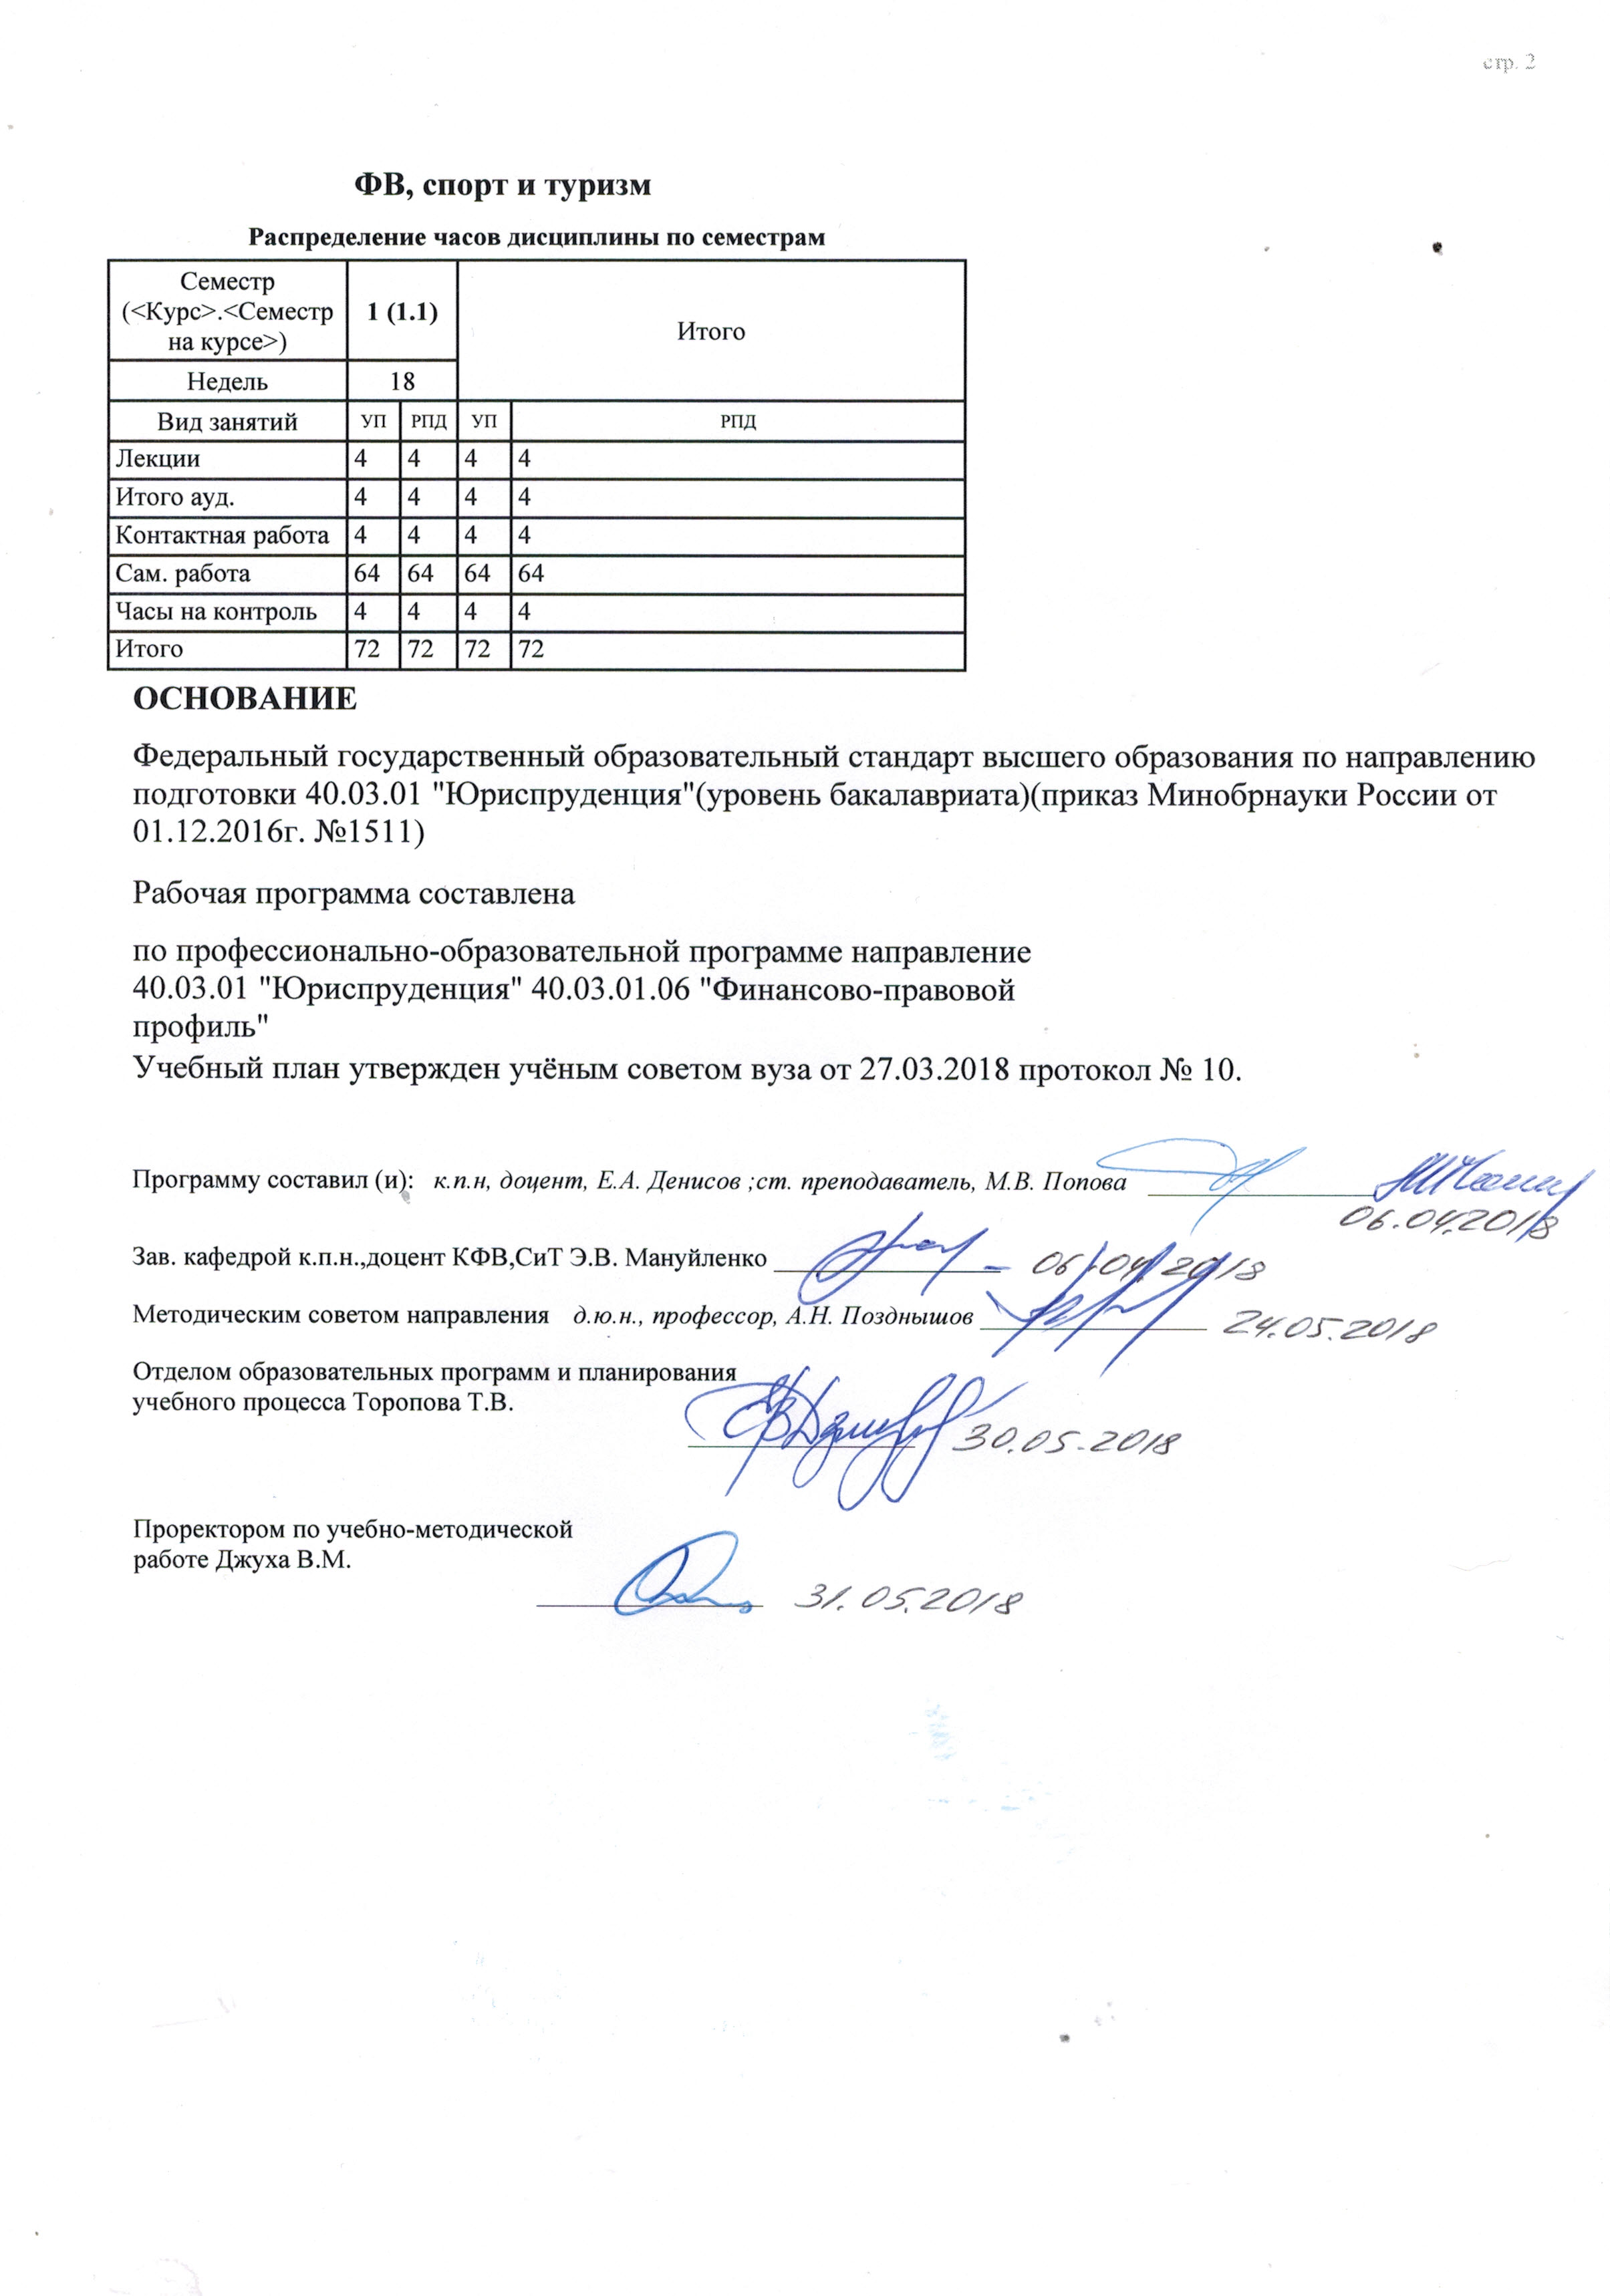 стр. 2
ФВ, спорт и туризм
Распределение часов дисциплины по семестрам
Семестр
(<Курс>.<Семестр
на курсе>)
1 (1.1)
Итого
Недель 18
Вид занятий УП РПД УП РПД
Лекции 4 4 4 4
Итого ауд. 4 4 4 4
Контактная работа 4 4 4 4
Сам. работа 64 64 64 64
Часы на контроль 4 4 4 4
Итого 72 72 72 72
ОСНОВАНИЕ
Федеральный государственный образовательный стандарт высшего образования по направлению
подготовки 40.03.01 "Юриспруденция"(уровень бакалавриата)(приказ Минобрнауки России от
01.12.2016г. №1511)
Рабочая программа составлена
по профессионально-образовательной программе направление
40.03.01 "Юриспруденция" 40.03.01.06 "Финансово-правовой
профиль"
Учебный план утвержден учёным советом вуза от 27.03.2018 протокол № 10.
Программу составил (и): к.п.н, доцент, Е.А. Денисов ;ст. преподаватель, М.В. Попова
06.04.2018
Зав. кафедрой к.п.н.,доцент КФВ,СиТ Э.В. Мануйленко 06.04.2018
Методическим советом направления д.ю.н., профессор, А.Н. Позднышов 24.05.2018
Отделом образовательных программ и планирования
учебного процесса Торопова Т.В.
30.05.2018
Проректором по учебно-методической
работе Джуха В.М.
31.05.2018